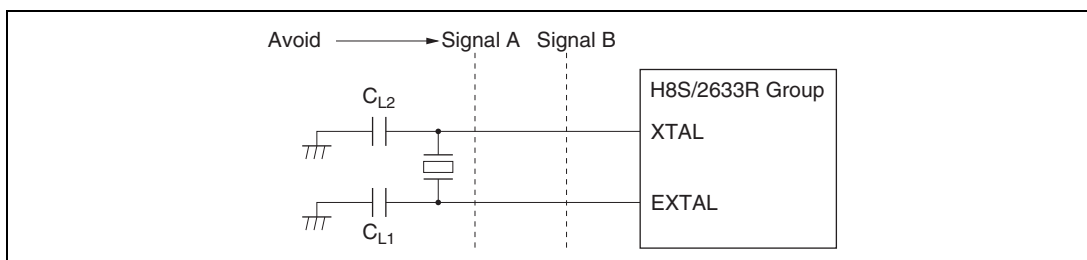 Avoid Signal A Signal B
H8S/2633R Group
CL2
XTAL
EXTAL
CL1